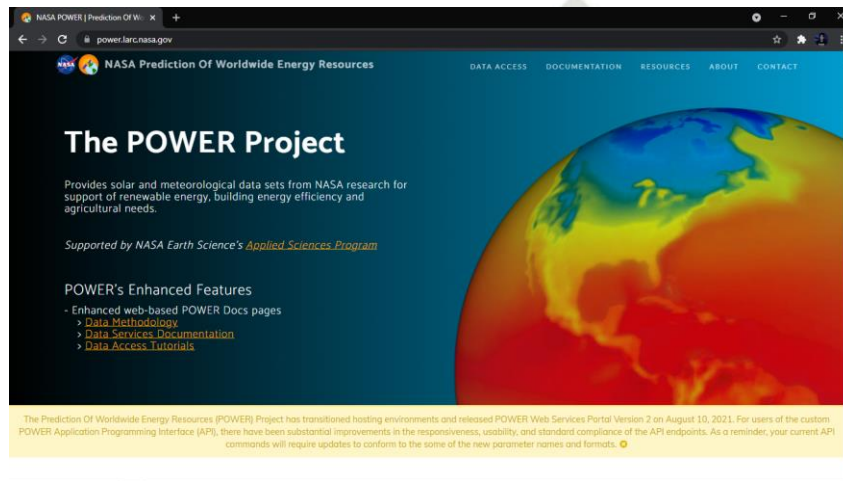 NASA POWER | Prediction Of Wo
power.larc.nasa.gov
NASA NASA Prediction Of Worldwide Energy Resources
DATA ACCESS DOCUMENTATION RESOURCES ABOUT CONTACT
The POWER Project
Provides solar and meteorological data sets from NASA research for
support of renewable energy, building energy efficiency and
agricultural needs.
Supported by NASA Earth Science's Applied Sciences Program
POWER's Enhanced Features
- Enhanced web-based POWER Docs pages
> Data Methodology
> Data Services Documentation
> Data Access Tutorials
The Prediction Of Worldwide Energy Resources (POWER) Project has transitioned hosting environments and released POWER Web Services Portal Version 2 on August 10, 2021. For users of the custom
POWER Application Programming Interface (API), there have been substantial improvements in the responsiveness, usability, and standard compliance of the API endpoints. As a reminder, your current API
commands will require updates to conform to the some of the new parameter names and formats.